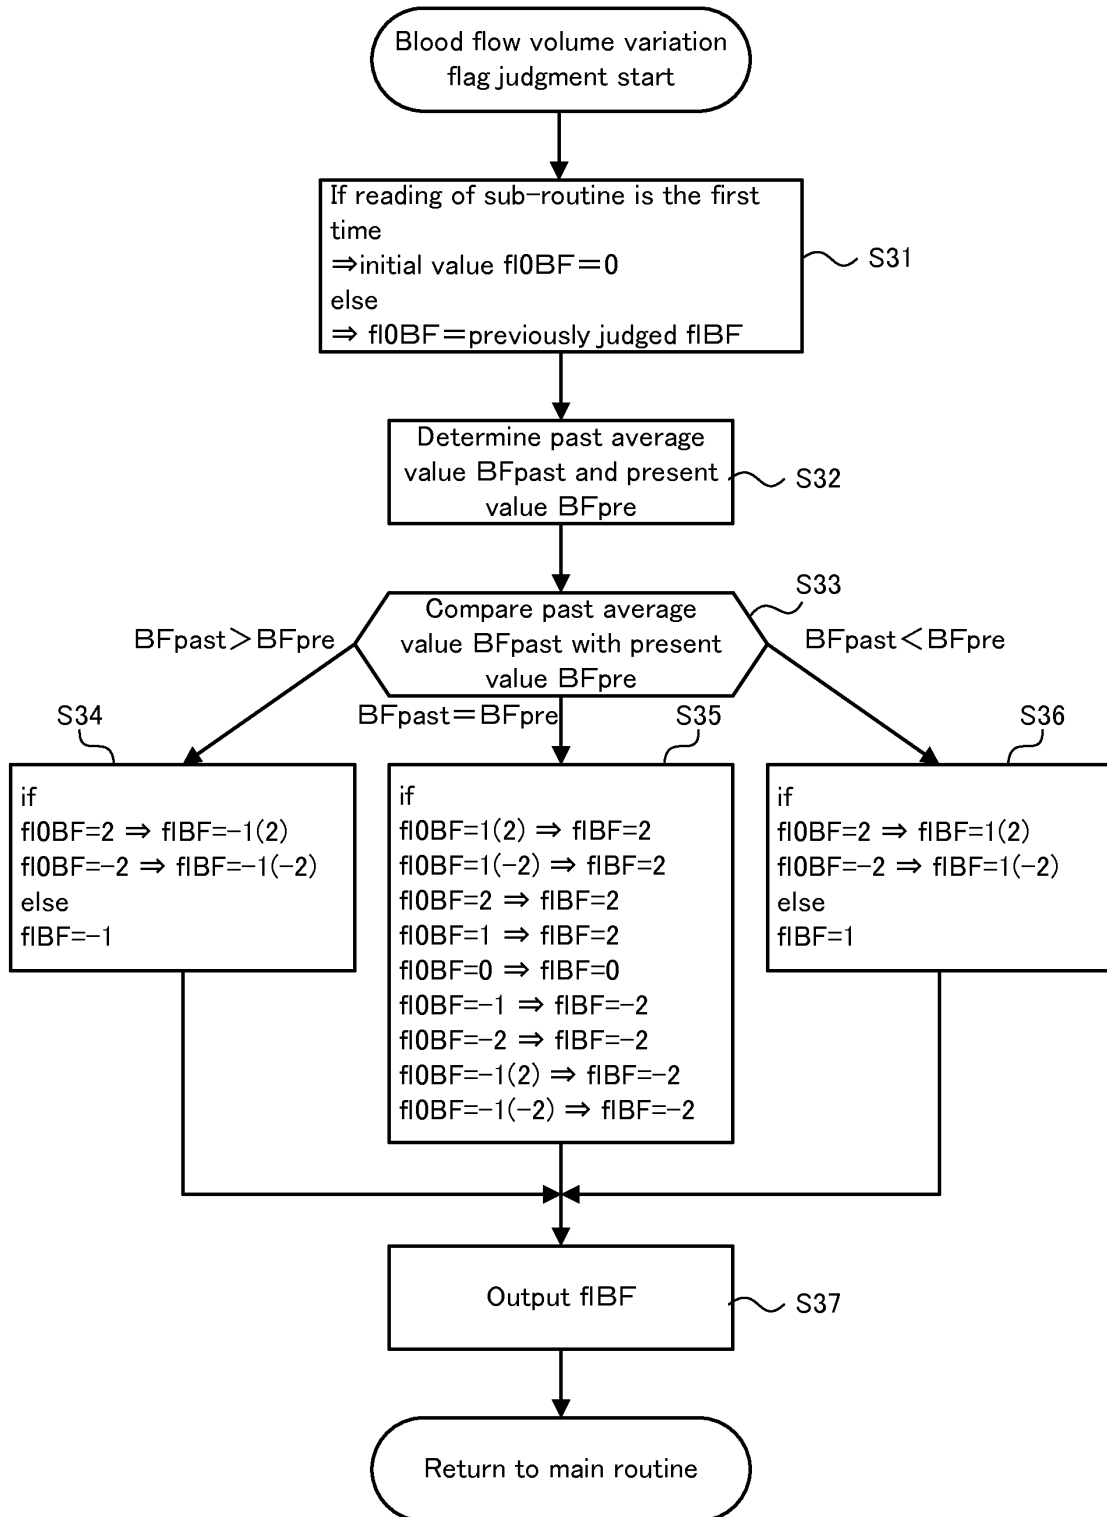 Blood flow volume variation
flag judgment start
If reading of sub-routine is the first
time
⇒initial value fl0BF=0
else
⇒ fl0BF=previously judged flBF
S31
Determine past average
value BFpast and present
value BFpre
S32
S33
Compare past average
value BFpast with present
value BFpre
BFpast>BFpre
BFpast=BFpre
BFpast<BFpre
S34
if
fl0BF=2 ⇒ flBF=-1(2)
fl0BF=-2 ⇒ flBF=-1(-2)
else
flBF=-1
S35
if
fl0BF=1(2) ⇒ flBF=2
fl0BF=1(-2) ⇒ flBF=2
fl0BF=2 ⇒ flBF=2
fl0BF=1 ⇒ flBF=2
fl0BF=0 ⇒ flBF=0
fl0BF=-1 ⇒ flBF=-2
fl0BF=-2 ⇒ flBF=-2
fl0BF=-1(2) ⇒ flBF=-2
fl0BF=-1(-2) ⇒ flBF=-2
S36
if
fl0BF=2 ⇒ flBF=1(2)
fl0BF=-2 ⇒ flBF=1(-2)
else
flBF=1
Output flBF
S37
Return to main routine